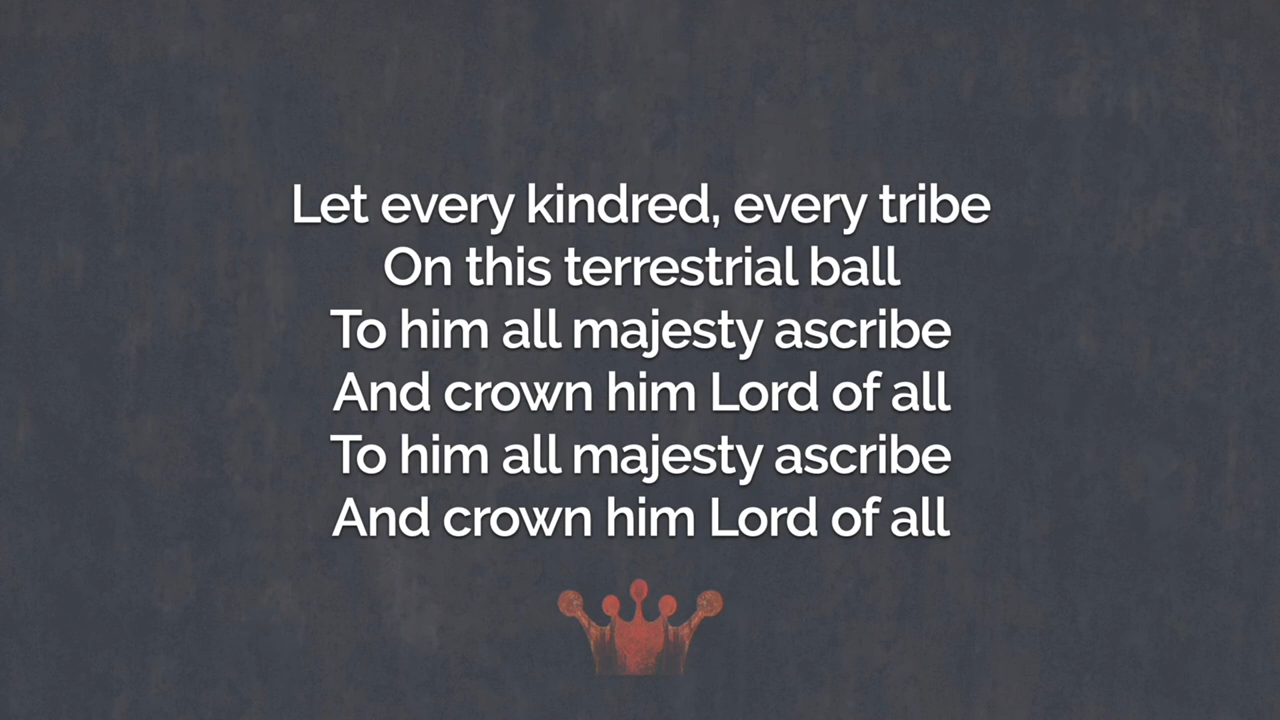 Let every kindred, every tribe
On this terrestrial ball
To him all majesty ascribe
And crown him Lord of all
To him all majesty ascribe
And crown him Lord of all